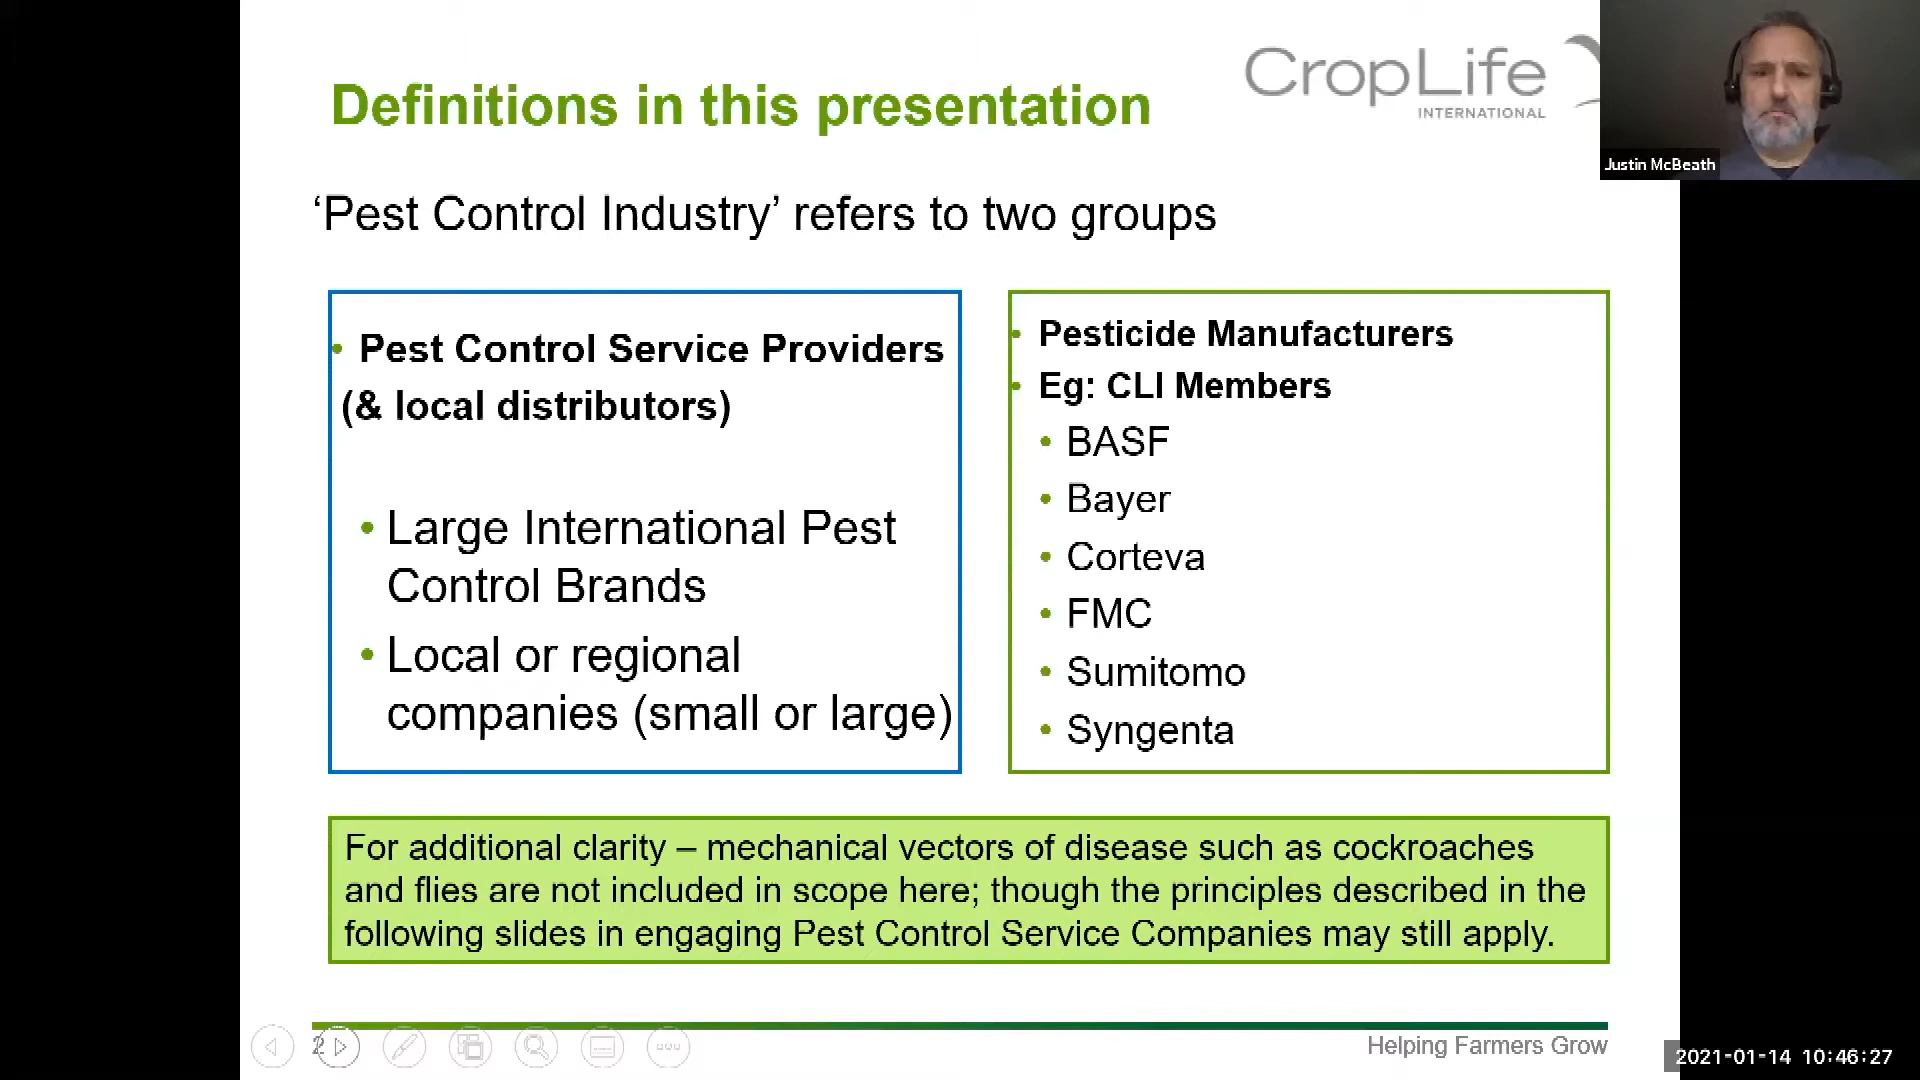 CropLife
INTERNATIONAL
Justin McBeath
Definitions in this presentation
‘Pest Control Industry’ refers to two groups
• Pest Control Service Providers
(& local distributors)
• Large International Pest
Control Brands
• Local or regional
companies (small or large)
• Pesticide Manufacturers
• Eg: CLI Members
• BASF
• Bayer
• Corteva
• FMC
• Sumitomo
• Syngenta
For additional clarity – mechanical vectors of disease such as cockroaches
and flies are not included in scope here; though the principles described in the
following slides in engaging Pest Control Service Companies may still apply.
2
Helping Farmers Grow
2021-01-14 10:46:27